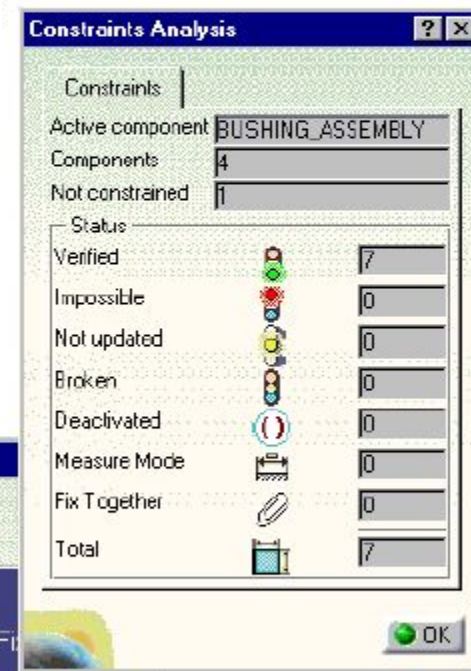 Constraints Analysis
Constraints
Active component BUSHING_ASSEMBLY
Components 4
Not constrained 1
Status
Verified 7
Impossible 0
Not updated 0
Broken 0
Deactivated 0
Measure Mode 0
Fix Together 0
Total 7
OK